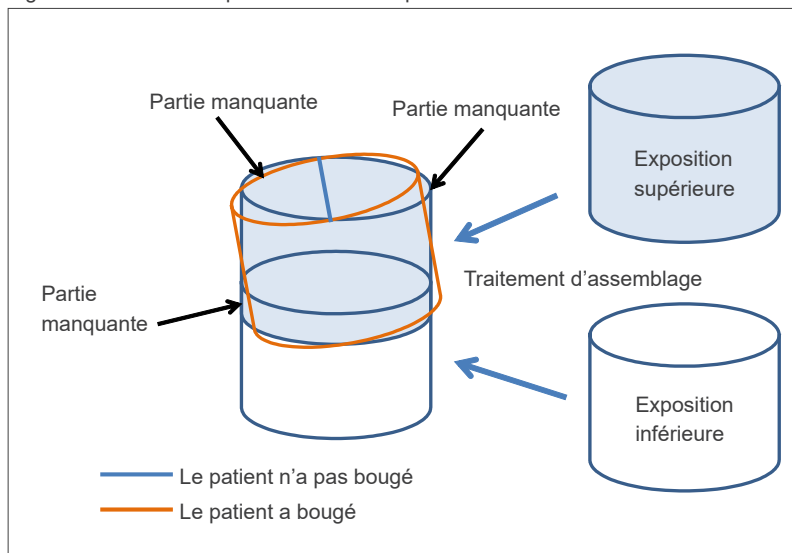 Partie manquante
Partie manquante
Exposition
supérieure
Traitement d'assemblage
Partie
manquante
Exposition
inférieure
Le patient n'a pas bougé
Le patient a bougé